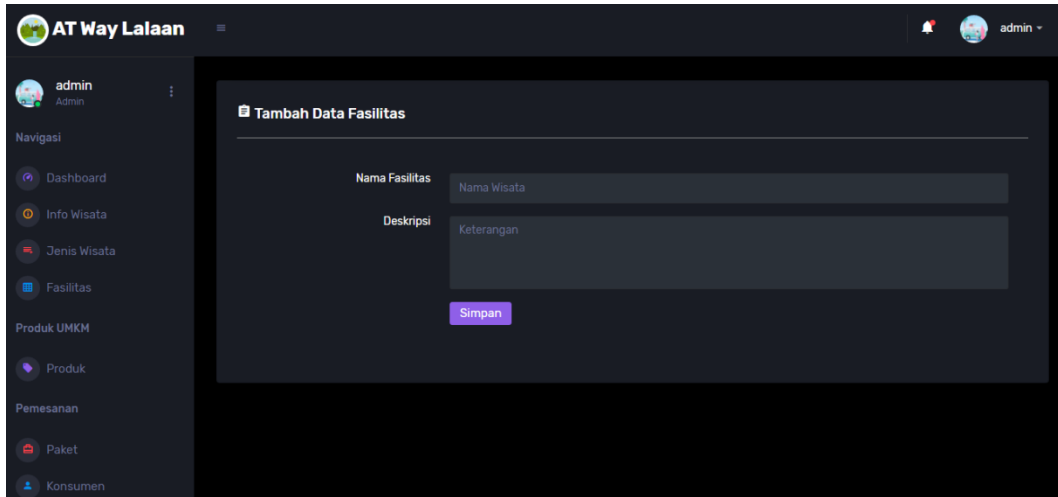 AT Way Lalaan
admin
admin
Admin
Navigasi
Dashboard
Info Wisata
Jenis Wisata
Fasilitas
Produk UMKM
Produk
Pemesanan
Paket
Konsumen
Tambah Data Fasilitas
Nama Fasilitas
Nama Wisata
Deskripsi
Keterangan
Simpan